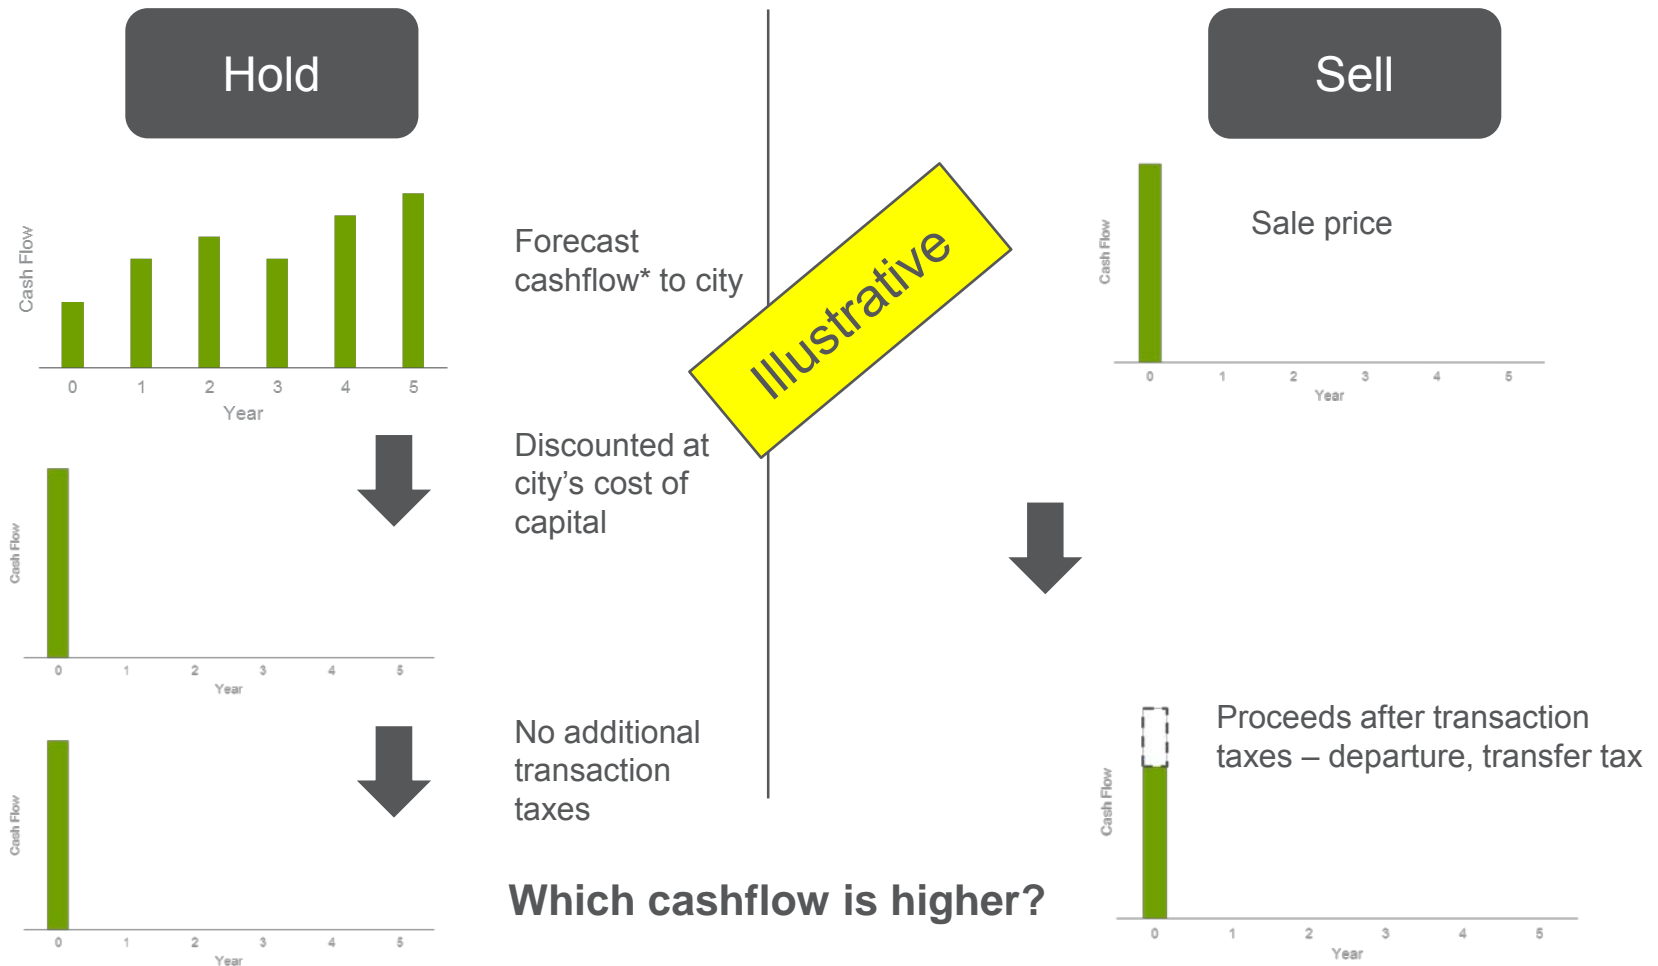 Hold
Sell
Cash Flow
0 1 2 3 4 5
Year
Forecast
cashflow* to city
Illustrative
Cash Flow
Sale price
0 1 2 3 4 5
Year
Discounted at
city’s cost of
capital
Cash Flow
0 1 2 3 4 5
Year
No additional
transaction
taxes
Cash Flow
0 1 2 3 4 5
Year
Proceeds after transaction
taxes – departure, transfer tax
Cash Flow
0 1 2 3 4 5
Year
Which cashflow is higher?